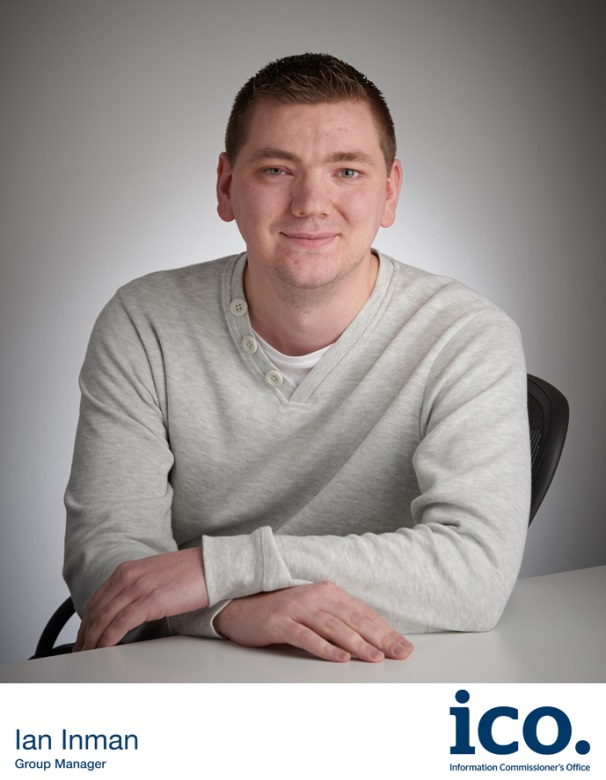 Ian Inman
Group Manager
ico.
Information Commissioner's Office